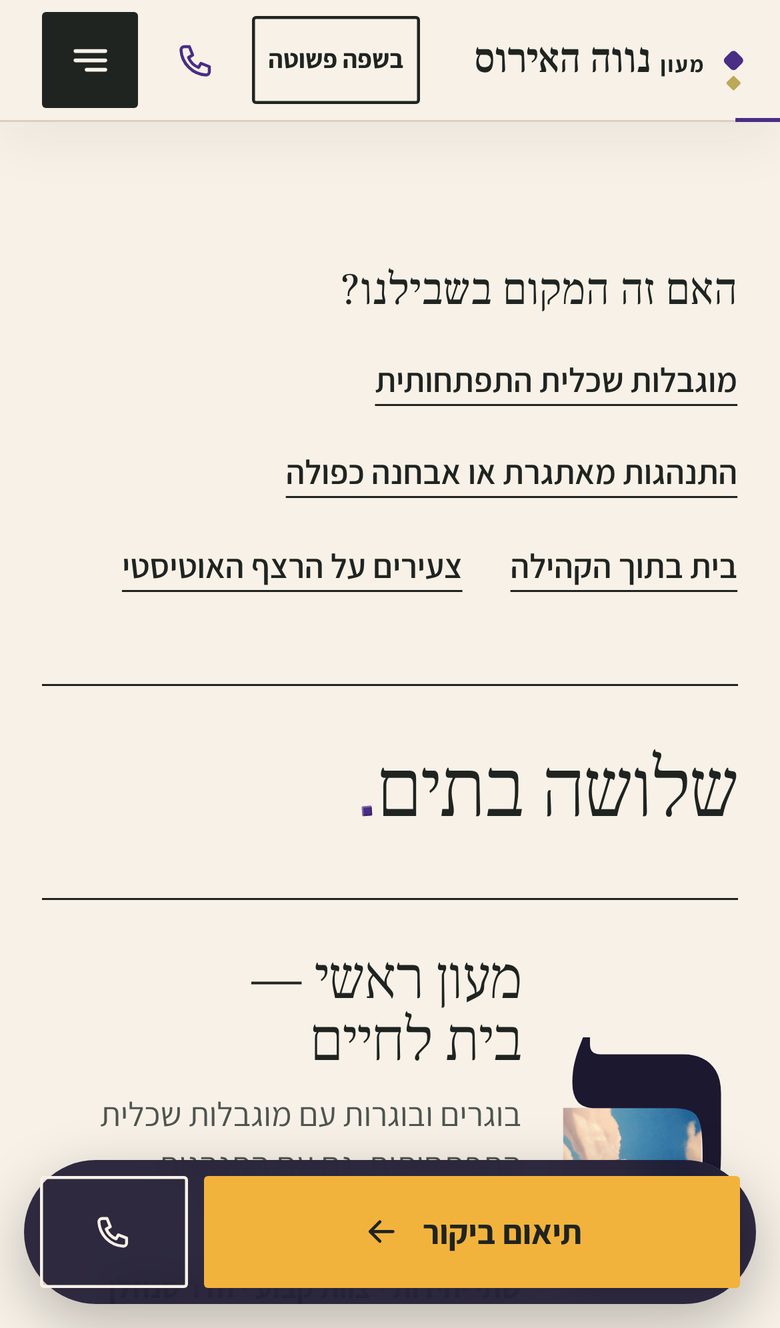 מעון נווה האירוס
בשפה פשוטה
האם זה המקום בשבילנו?
מוגבלות שכלית התפתחותית
התנהגות מאתגרת או אבחנה כפולה
בית בתוך הקהילה
צעירים על הרצף האוטיסטי
שלושה בתים.
מעון ראשי —
בית לחיים
בוגרים ובוגרות עם מוגבלות שכלית
תיאום ביקור